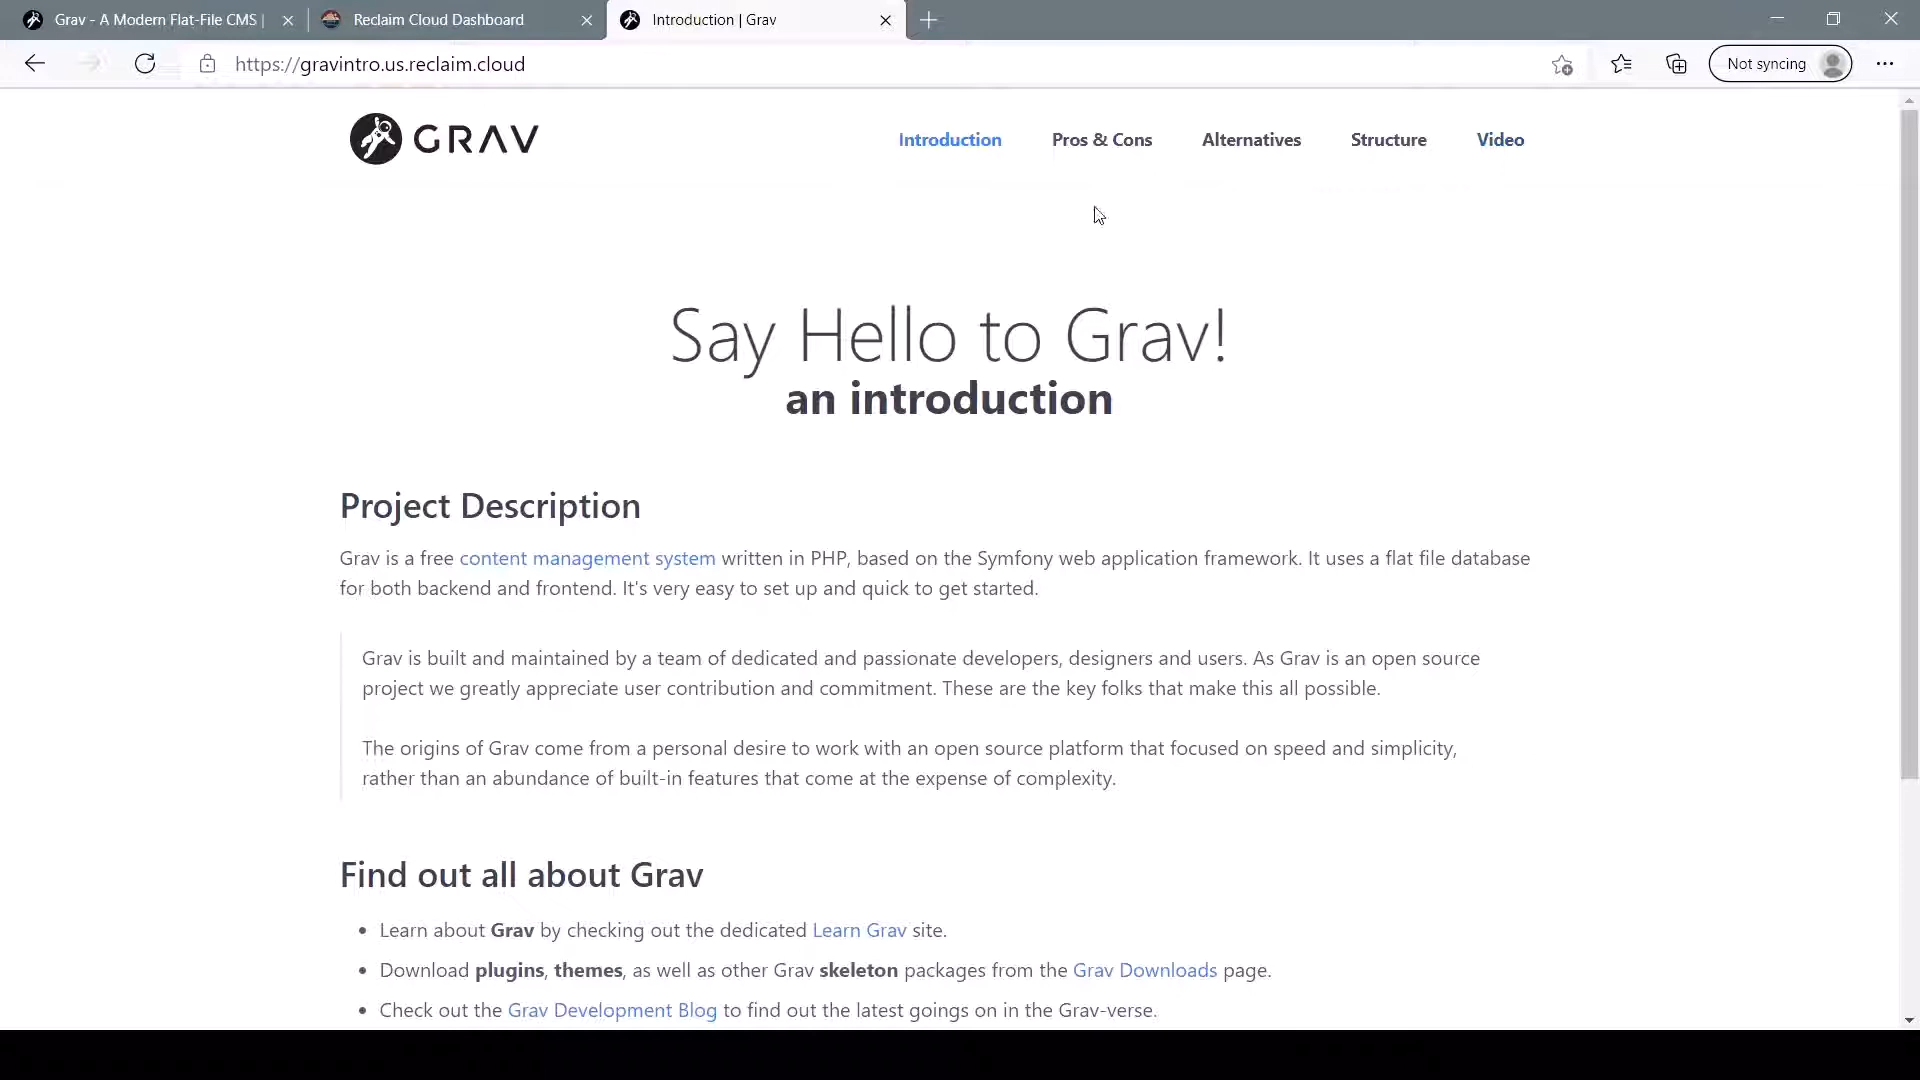 Grav - A Modern Flat-File CMS |
Reclaim Cloud Dashboard
Introduction | Grav
https://gravintro.us.reclaim.cloud
Not syncing
GRAV
Introduction
Pros & Cons
Alternatives
Structure
Video
Say Hello to Grav!
an introduction
Project Description
Grav is a free content management system written in PHP, based on the Symfony web application framework. It uses a flat file database
for both backend and frontend. It's very easy to set up and quick to get started.
Grav is built and maintained by a team of dedicated and passionate developers, designers and users. As Grav is an open source
project we greatly appreciate user contribution and commitment. These are the key folks that make this all possible.
The origins of Grav come from a personal desire to work with an open source platform that focused on speed and simplicity,
rather than an abundance of built-in features that come at the expense of complexity.
Find out all about Grav
• Learn about Grav by checking out the dedicated Learn Grav site.
• Download plugins, themes, as well as other Grav skeleton packages from the Grav Downloads page.
• Check out the Grav Development Blog to find out the latest goings on in the Grav-verse.